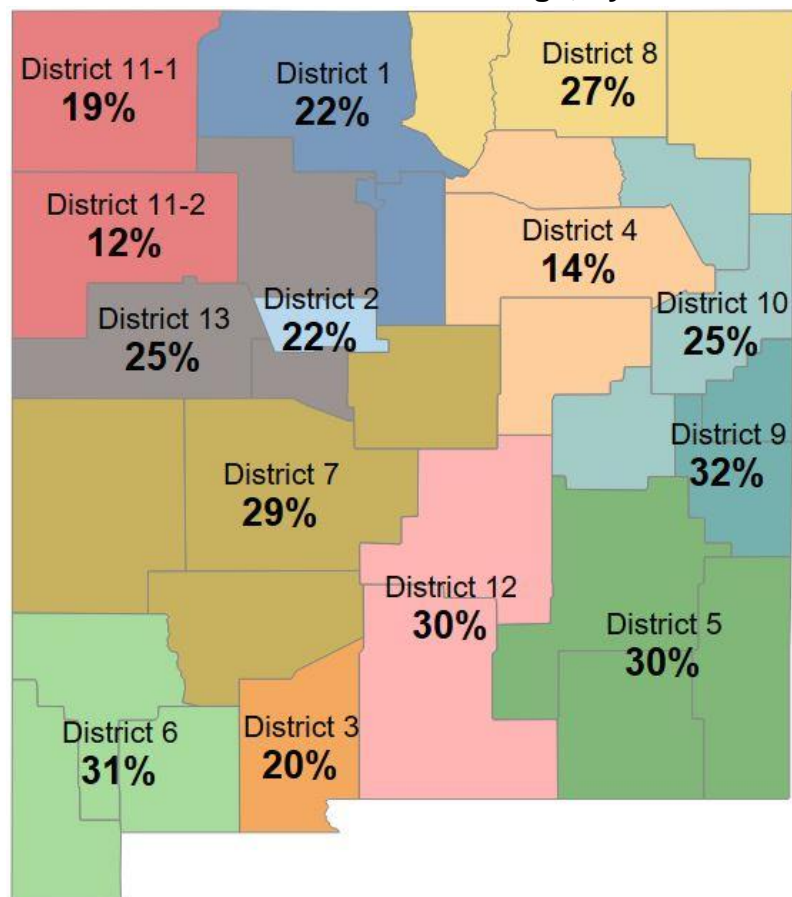 District 11-1
19%
District 1
22%
District 8
27%
District 11-2
12%
District 4
14%
District 2
22%
District 13
25%
District 10
25%
District 9
32%
District 7
29%
District 12
30%
District 5
30%
District 6
31%
District 3
20%